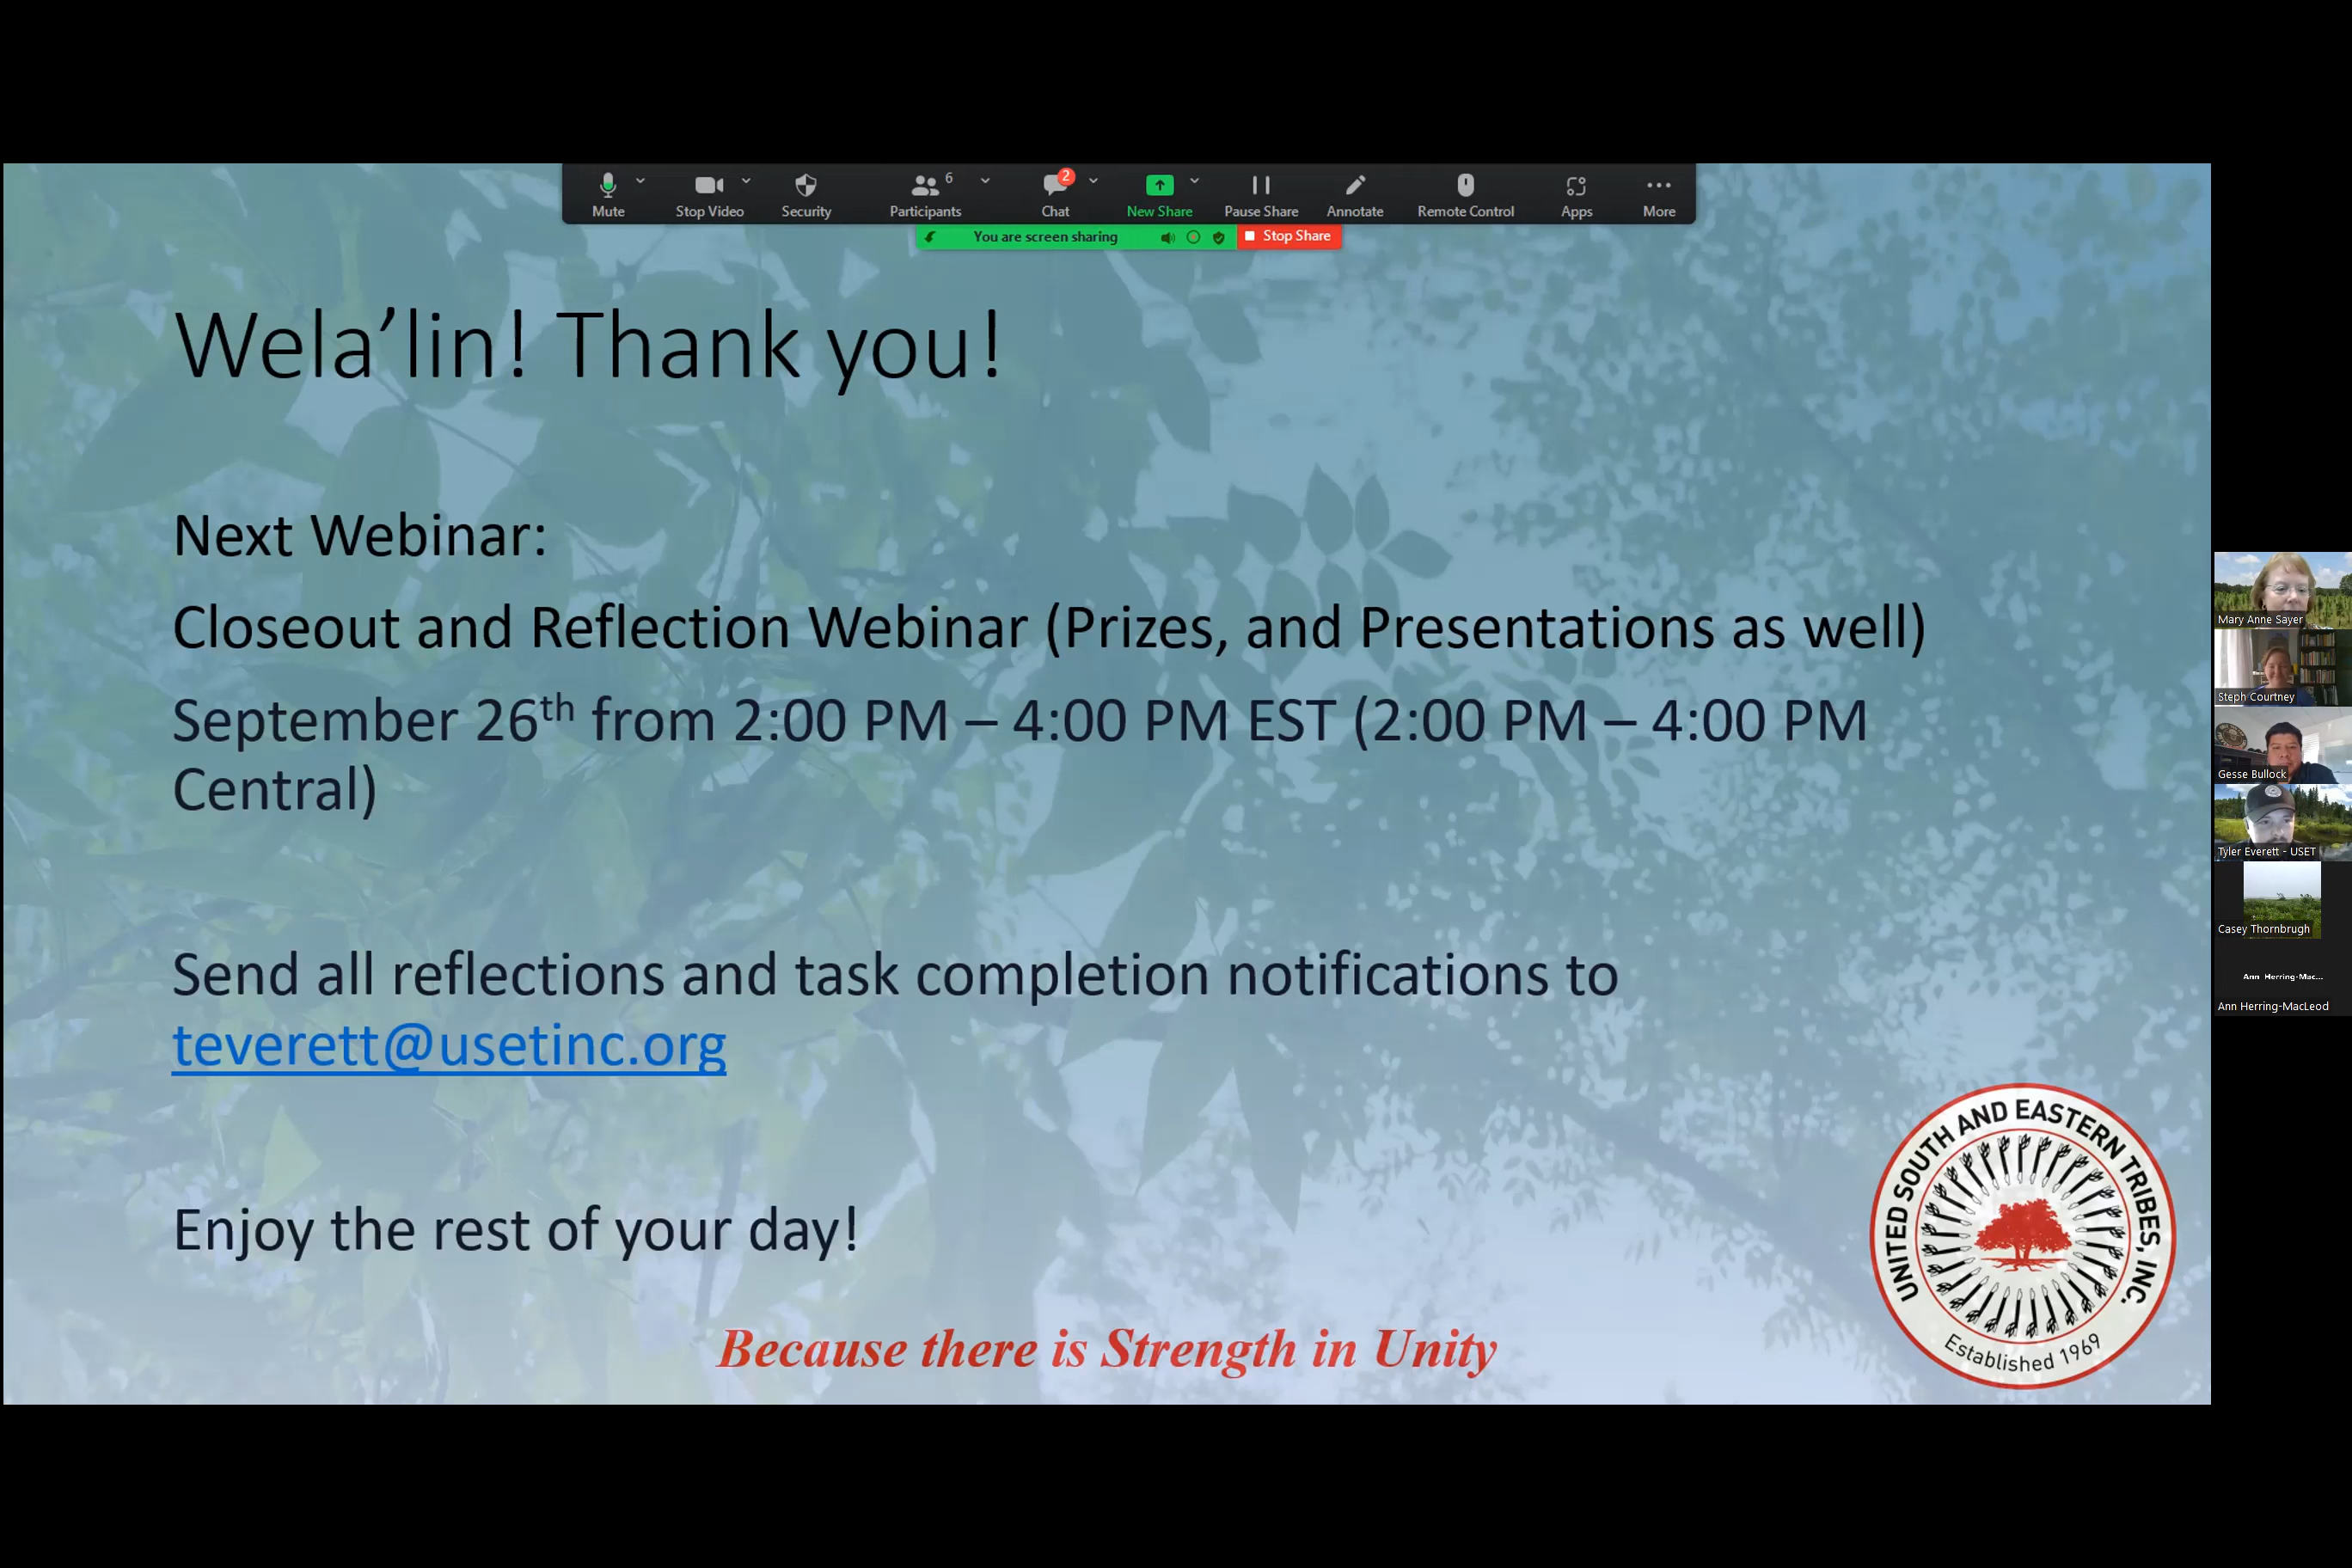 6
2
Mute
Stop Video
Security
Participants
Chat
New Share
Pause Share
Annotate
Remote Control
Apps
More
You are screen sharing
Stop Share
Wela’lin! Thank you!
Next Webinar:
Closeout and Reflection Webinar (Prizes, and Presentations as well)
September 26th from 2:00 PM – 4:00 PM EST (2:00 PM – 4:00 PM
Central)
Send all reflections and task completion notifications to
teverett@usetinc.org
Enjoy the rest of your day!
Because there is Strength in Unity
UNITED SOUTH AND EASTERN TRIBES, INC.
Established 1969
Mary Anne Sayer
Steph Courtney
Gesse Bullock
Tyler Everett - USET
Casey Thornbrugh
Ann Herring-Mac...
Ann Herring-MacLeod